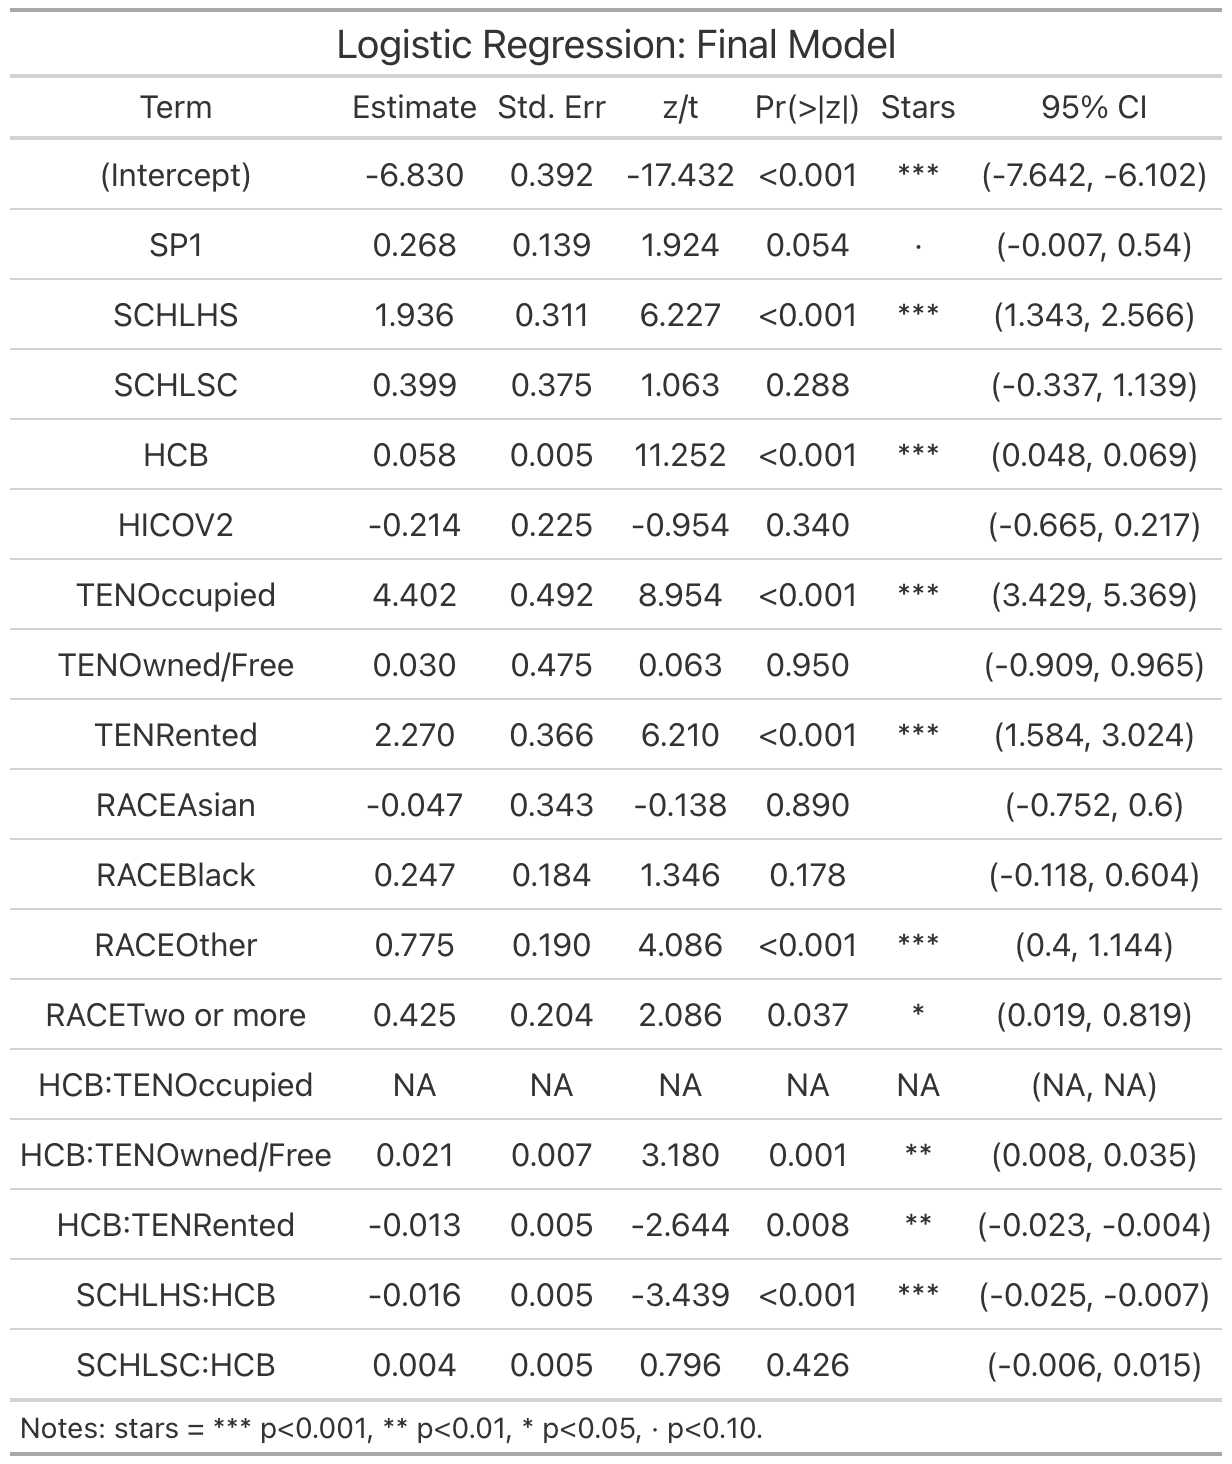 Logistic Regression: Final Model
Term Estimate Std. Err z/t Pr(>|z|) Stars 95% CI
(Intercept) -6.830 0.392 -17.432 <0.001 *** (-7.642, -6.102)
SP1 0.268 0.139 1.924 0.054 · (-0.007, 0.54)
SCHLHS 1.936 0.311 6.227 <0.001 *** (1.343, 2.566)
SCHLSC 0.399 0.375 1.063 0.288 (-0.337, 1.139)
HCB 0.058 0.005 11.252 <0.001 *** (0.048, 0.069)
HICOV2 -0.214 0.225 -0.954 0.340 (-0.665, 0.217)
TENOccupied 4.402 0.492 8.954 <0.001 *** (3.429, 5.369)
TENOwned/Free 0.030 0.475 0.063 0.950 (-0.909, 0.965)
TENRented 2.270 0.366 6.210 <0.001 *** (1.584, 3.024)
RACEAsian -0.047 0.343 -0.138 0.890 (-0.752, 0.6)
RACEBlack 0.247 0.184 1.346 0.178 (-0.118, 0.604)
RACEOther 0.775 0.190 4.086 <0.001 *** (0.4, 1.144)
RACETwo or more 0.425 0.204 2.086 0.037 * (0.019, 0.819)
HCB:TENOccupied NA NA NA NA NA (NA, NA)
HCB:TENOwned/Free 0.021 0.007 3.180 0.001 ** (0.008, 0.035)
HCB:TENRented -0.013 0.005 -2.644 0.008 ** (-0.023, -0.004)
SCHLHS:HCB -0.016 0.005 -3.439 <0.001 *** (-0.025, -0.007)
SCHLSC:HCB 0.004 0.005 0.796 0.426 (-0.006, 0.015)
Notes: stars = *** p<0.001, ** p<0.01, * p<0.05, · p<0.10.